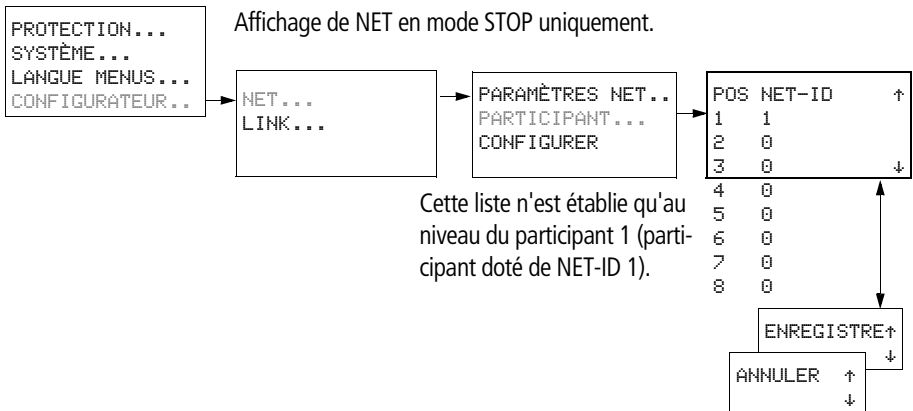 Affichage de NET en mode STOP uniquement.
PROTECTION...
SYSTÈME...
LANGUE MENUS...
CONFIGURATEUR..
NET...
LINK...
PARAMÈTRES NET..
PARTICIPANT...
CONFIGURER
POS NET-ID ↑
1 1
2 0
3 0 ↓
4 0
5 0
6 0
7 0
8 0
Cette liste n'est établie qu'au
niveau du participant 1 (parti-
cipant doté de NET-ID 1).
ENREGISTRE↑
↓
ANNULER ↑
↓